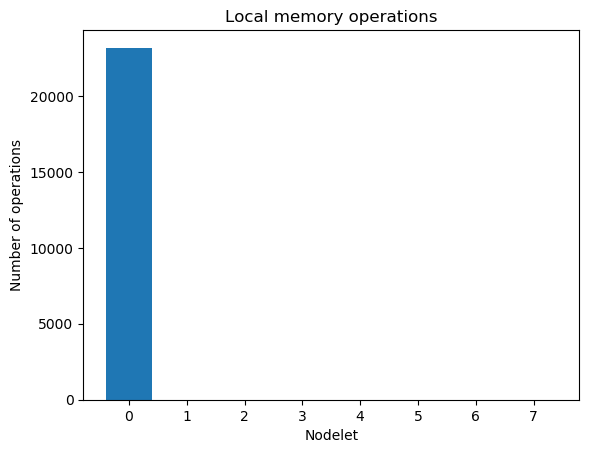 Local memory operations
Number of operations
20000
15000
10000
5000
0
0 1 2 3 4 5 6 7
Nodelet